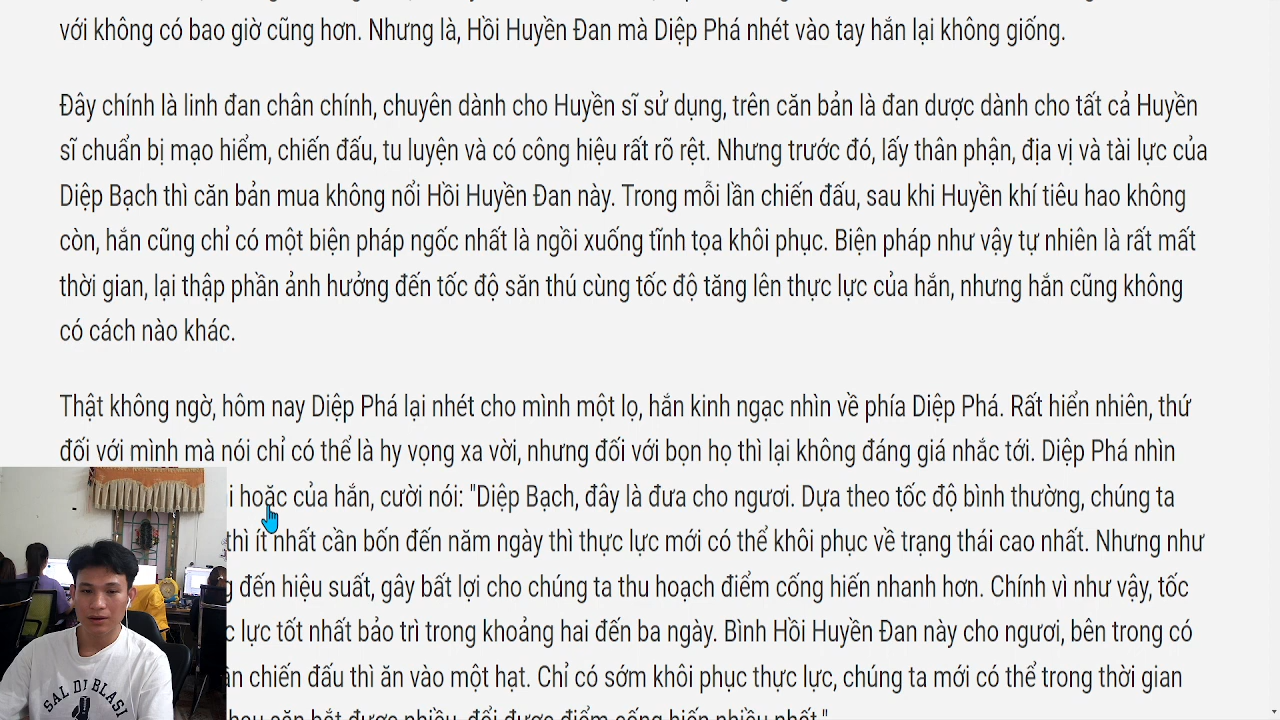 với không có bao giờ cũng hơn. Nhưng là, Hồi Huyền Đan mà Diệp Phá nhét vào tay hắn lại không giống.
Đây chính là linh đan chân chính, chuyên dành cho Huyền sĩ sử dụng, trên căn bản là đan dược dành cho tất cả Huyền
sĩ chuẩn bị mạo hiểm, chiến đấu, tu luyện và có công hiệu rất rõ rệt. Nhưng trước đó, lấy thân phận, địa vị và tài lực của
Diệp Bạch thì căn bản mua không nổi Hồi Huyền Đan này. Trong mỗi lần chiến đấu, sau khi Huyền khí tiêu hao không
còn, hắn cũng chỉ có một biện pháp ngốc nhất là ngồi xuống tĩnh tọa khôi phục. Biện pháp như vậy tự nhiên là rất mất
thời gian, lại thập phần ảnh hưởng đến tốc độ săn thú cùng tốc độ tăng lên thực lực của hắn, nhưng hắn cũng không
có cách nào khác.
Thật không ngờ, hôm nay Diệp Phá lại nhét cho mình một lọ, hắn kinh ngạc nhìn về phía Diệp Phá. Rất hiển nhiên, thứ
đối với mình mà nói chỉ có thể là hy vọng xa vời, nhưng đối với bọn họ thì lại không đáng giá nhắc tới. Diệp Phá nhìn
hoặc của hắn, cười nói: "Diệp Bạch, đây là đưa cho ngươi. Dựa theo tốc độ bình thường, chúng ta
thì ít nhất cần bốn đến năm ngày thì thực lực mới có thể khôi phục về trạng thái cao nhất. Nhưng như
đến hiệu suất, gây bất lợi cho chúng ta thu hoạch điểm cống hiến nhanh hơn. Chính vì như vậy, tốc
lực tốt nhất bảo trì trong khoảng hai đến ba ngày. Bình Hồi Huyền Đan này cho ngươi, bên trong có
chiến đấu thì ăn vào một hạt. Chỉ có sớm khôi phục thực lực, chúng ta mới có thể trong thời gian
săn bắt được nhiều, đổi được điểm cống hiến nhiều nhất."
SAL DI BLASI